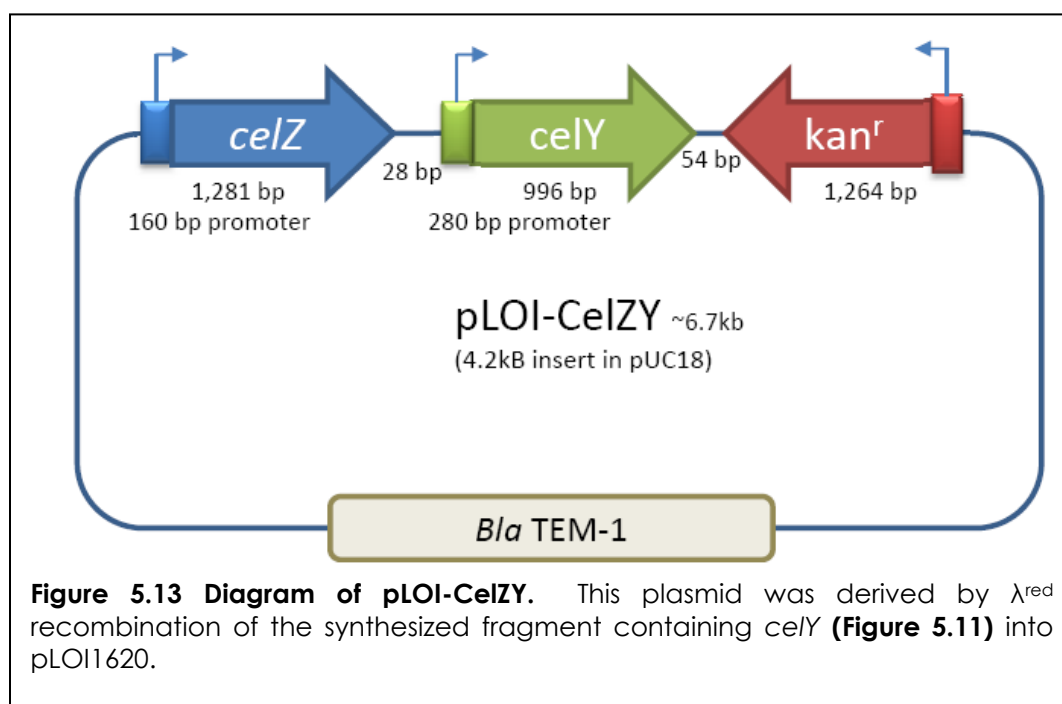 celZ
celY
kanʳ
28 bp
54 bp
1,281 bp
996 bp
1,264 bp
160 bp promoter
280 bp promoter
pLOI-CelZY ~6.7kb
(4.2kB insert in pUC18)
Bla TEM-1
Figure 5.13 Diagram of pLOI-CelZY. This plasmid was derived by λʳᵉᵈ
recombination of the synthesized fragment containing celY (Figure 5.11) into
pLOI1620.